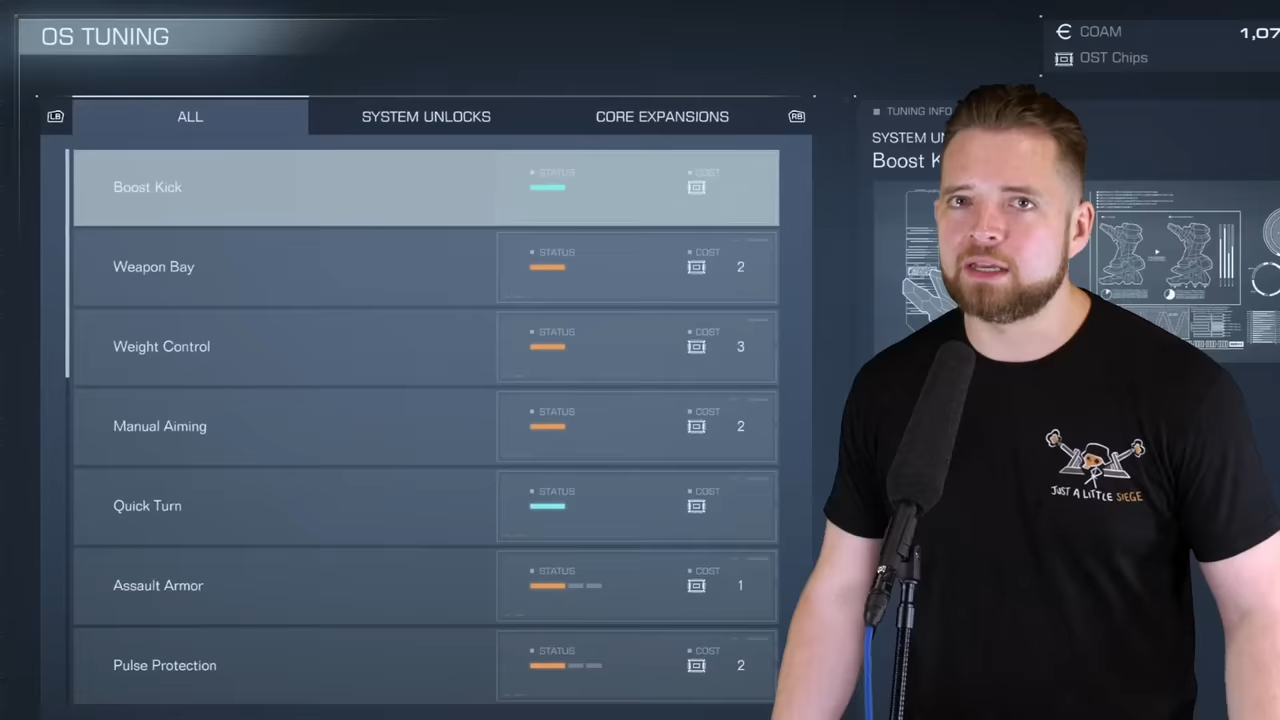 OS TUNING
COAM 1,07
OST Chips
LB ALL SYSTEM UNLOCKS CORE EXPANSIONS RB
TUNING INFO
SYSTEM UN
Boost K
Boost Kick STATUS COST
Weapon Bay STATUS COST 2
Weight Control STATUS COST 3
Manual Aiming STATUS COST 2
Quick Turn STATUS COST
Assault Armor STATUS COST 1
Pulse Protection STATUS COST 2
JUST A LITTLE SIEGE